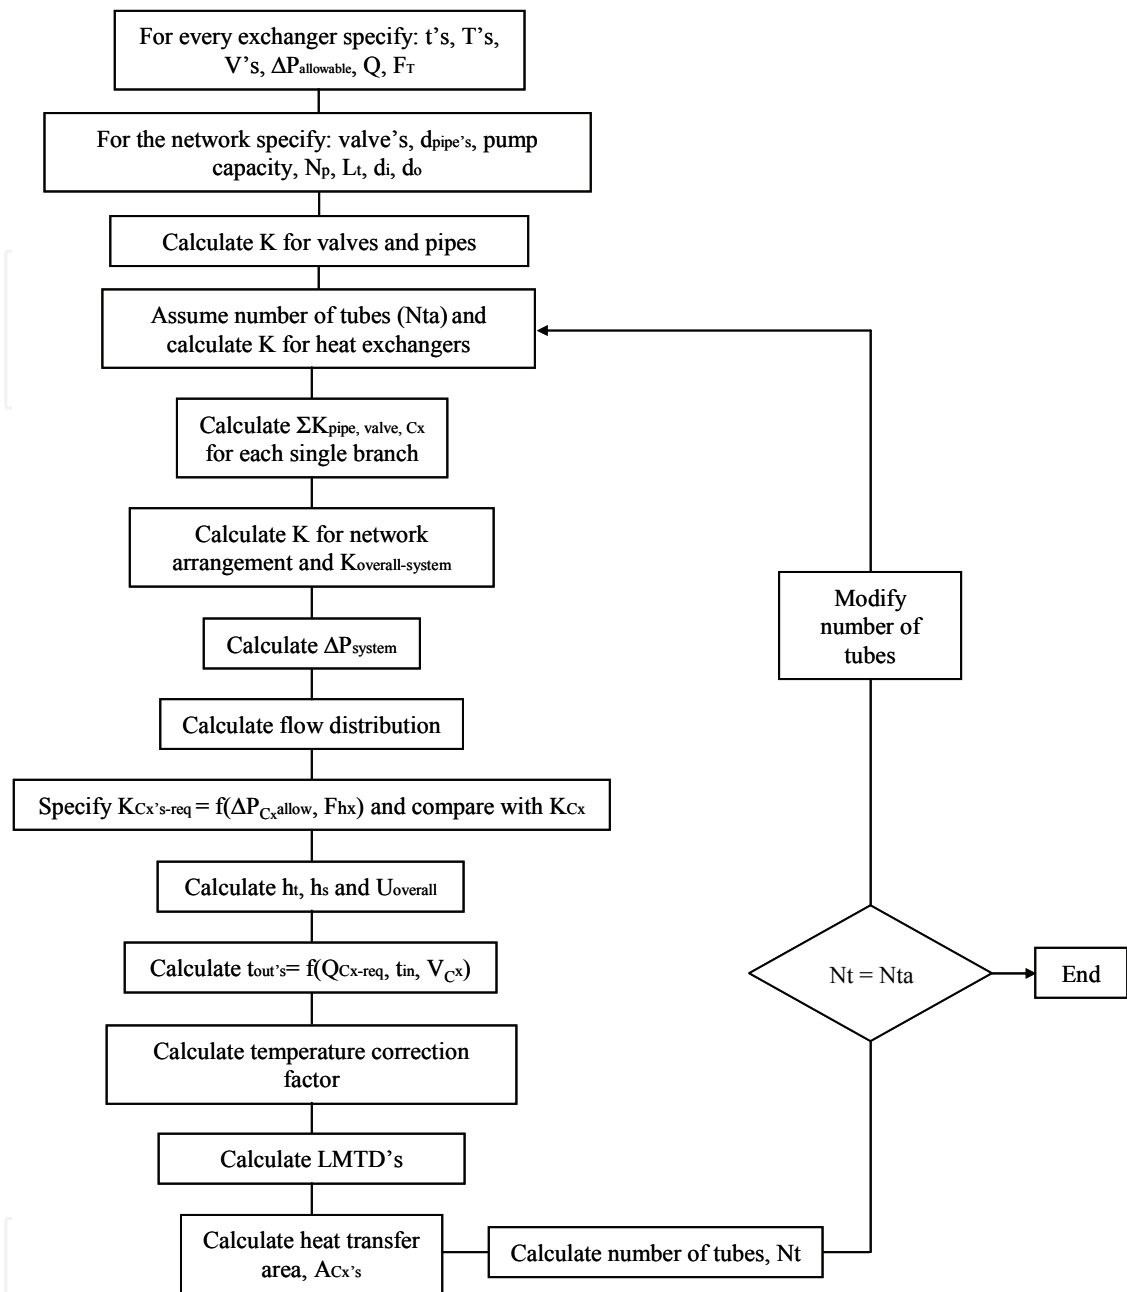 For every exchanger specify: t’s, T’s,
V’s, ΔPallowable, Q, FT
For the network specify: valve’s, dpipe’s, pump
capacity, Np, Lt, di, do
Calculate K for valves and pipes
Assume number of tubes (Nta) and
calculate K for heat exchangers
Calculate ΣKpipe, valve, Cx
for each single branch
Calculate K for network
arrangement and Koverall-system
Calculate ΔPsystem
Calculate flow distribution
Specify KCx’s-req = f(ΔPCxallow, Fhx) and compare with KCx
Calculate ht, hs and Uoverall
Calculate tout’s= f(QCx-req, tin, VCx)
Calculate temperature correction
factor
Calculate LMTD’s
Calculate heat transfer
area, ACx’s
Calculate number of tubes, Nt
Modify
number of
tubes
Nt = Nta
End